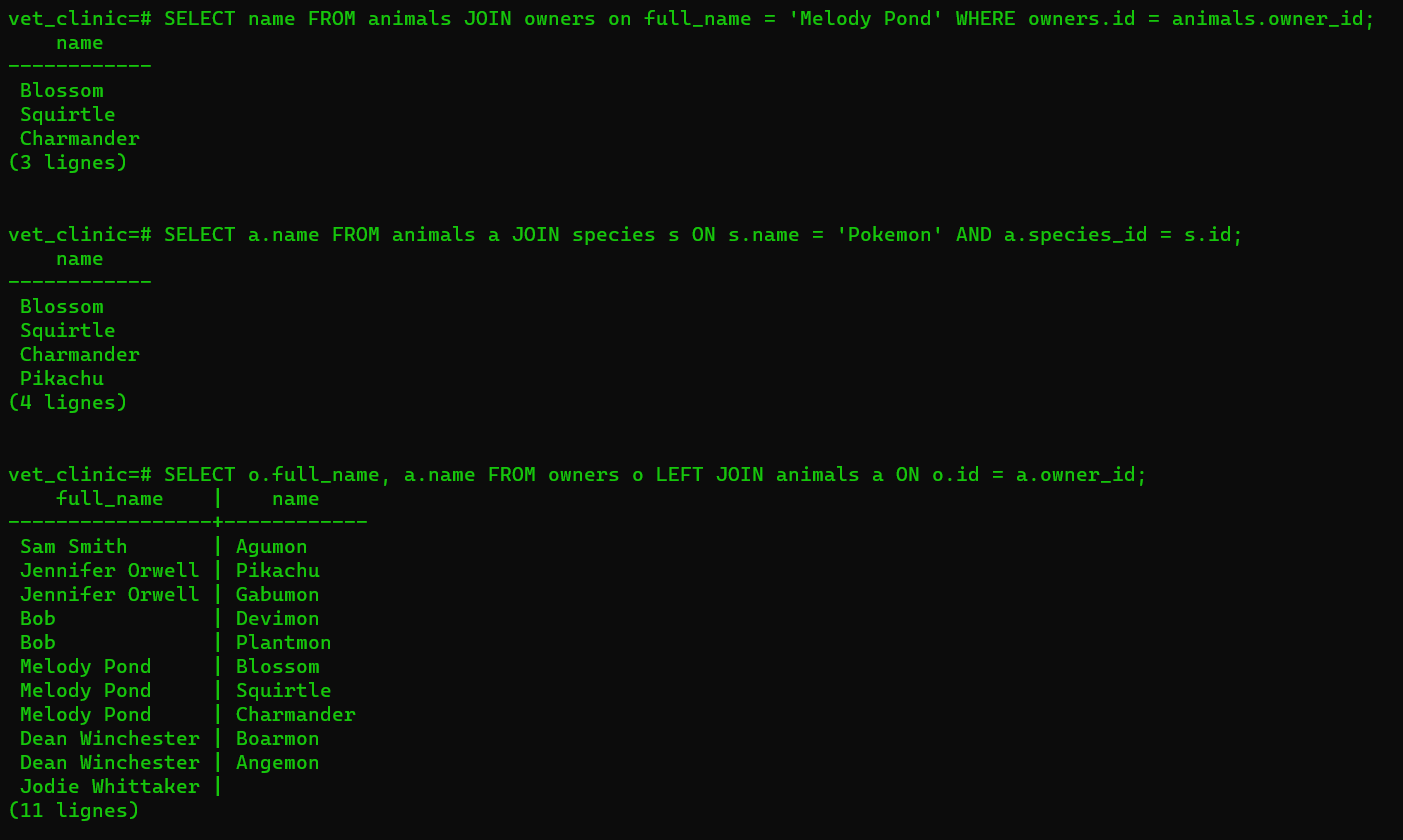 vet_clinic=# SELECT name FROM animals JOIN owners on full_name = 'Melody Pond' WHERE owners.id = animals.owner_id;
    name
------------
 Blossom
 Squirtle
 Charmander
(3 lignes)

vet_clinic=# SELECT a.name FROM animals a JOIN species s ON s.name = 'Pokemon' AND a.species_id = s.id;
    name
------------
 Blossom
 Squirtle
 Charmander
 Pikachu
(4 lignes)

vet_clinic=# SELECT o.full_name, a.name FROM owners o LEFT JOIN animals a ON o.id = a.owner_id;
    full_name    |    name
-----------------+------------
 Sam Smith       | Agumon
 Jennifer Orwell | Pikachu
 Jennifer Orwell | Gabumon
 Bob             | Devimon
 Bob             | Plantmon
 Melody Pond     | Blossom
 Melody Pond     | Squirtle
 Melody Pond     | Charmander
 Dean Winchester | Boarmon
 Dean Winchester | Angemon
 Jodie Whittaker |
(11 lignes)